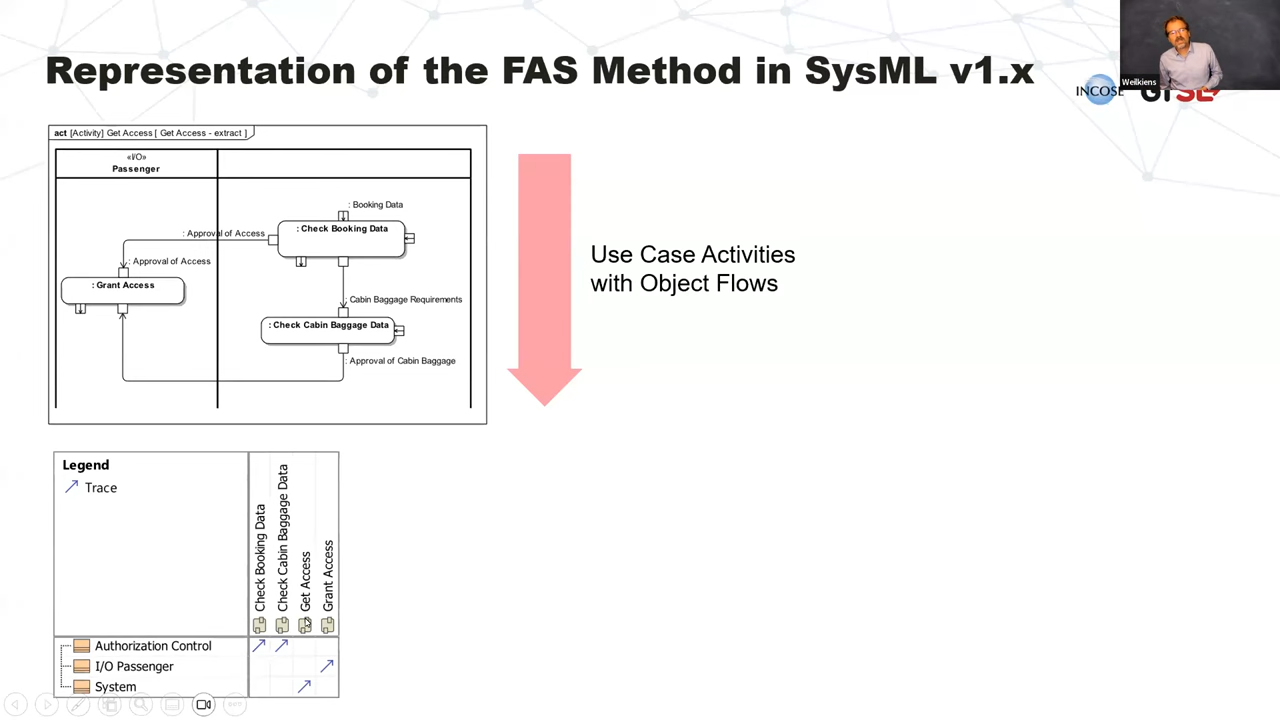 Representation of the FAS Method in SysML v1.x
Weilkiens
INCOSE
act [Activity] Get Access [ Get Access - extract ]
«I/O»
Passenger
: Booking Data
: Check Booking Data
: Approval of Access
: Approval of Access
: Grant Access
: Cabin Baggage Requirements
: Check Cabin Baggage Data
: Approval of Cabin Baggage
Use Case Activities
with Object Flows
Legend
Trace
Check Booking Data
Check Cabin Baggage Data
Get Access
Grant Access
Authorization Control
I/O Passenger
System